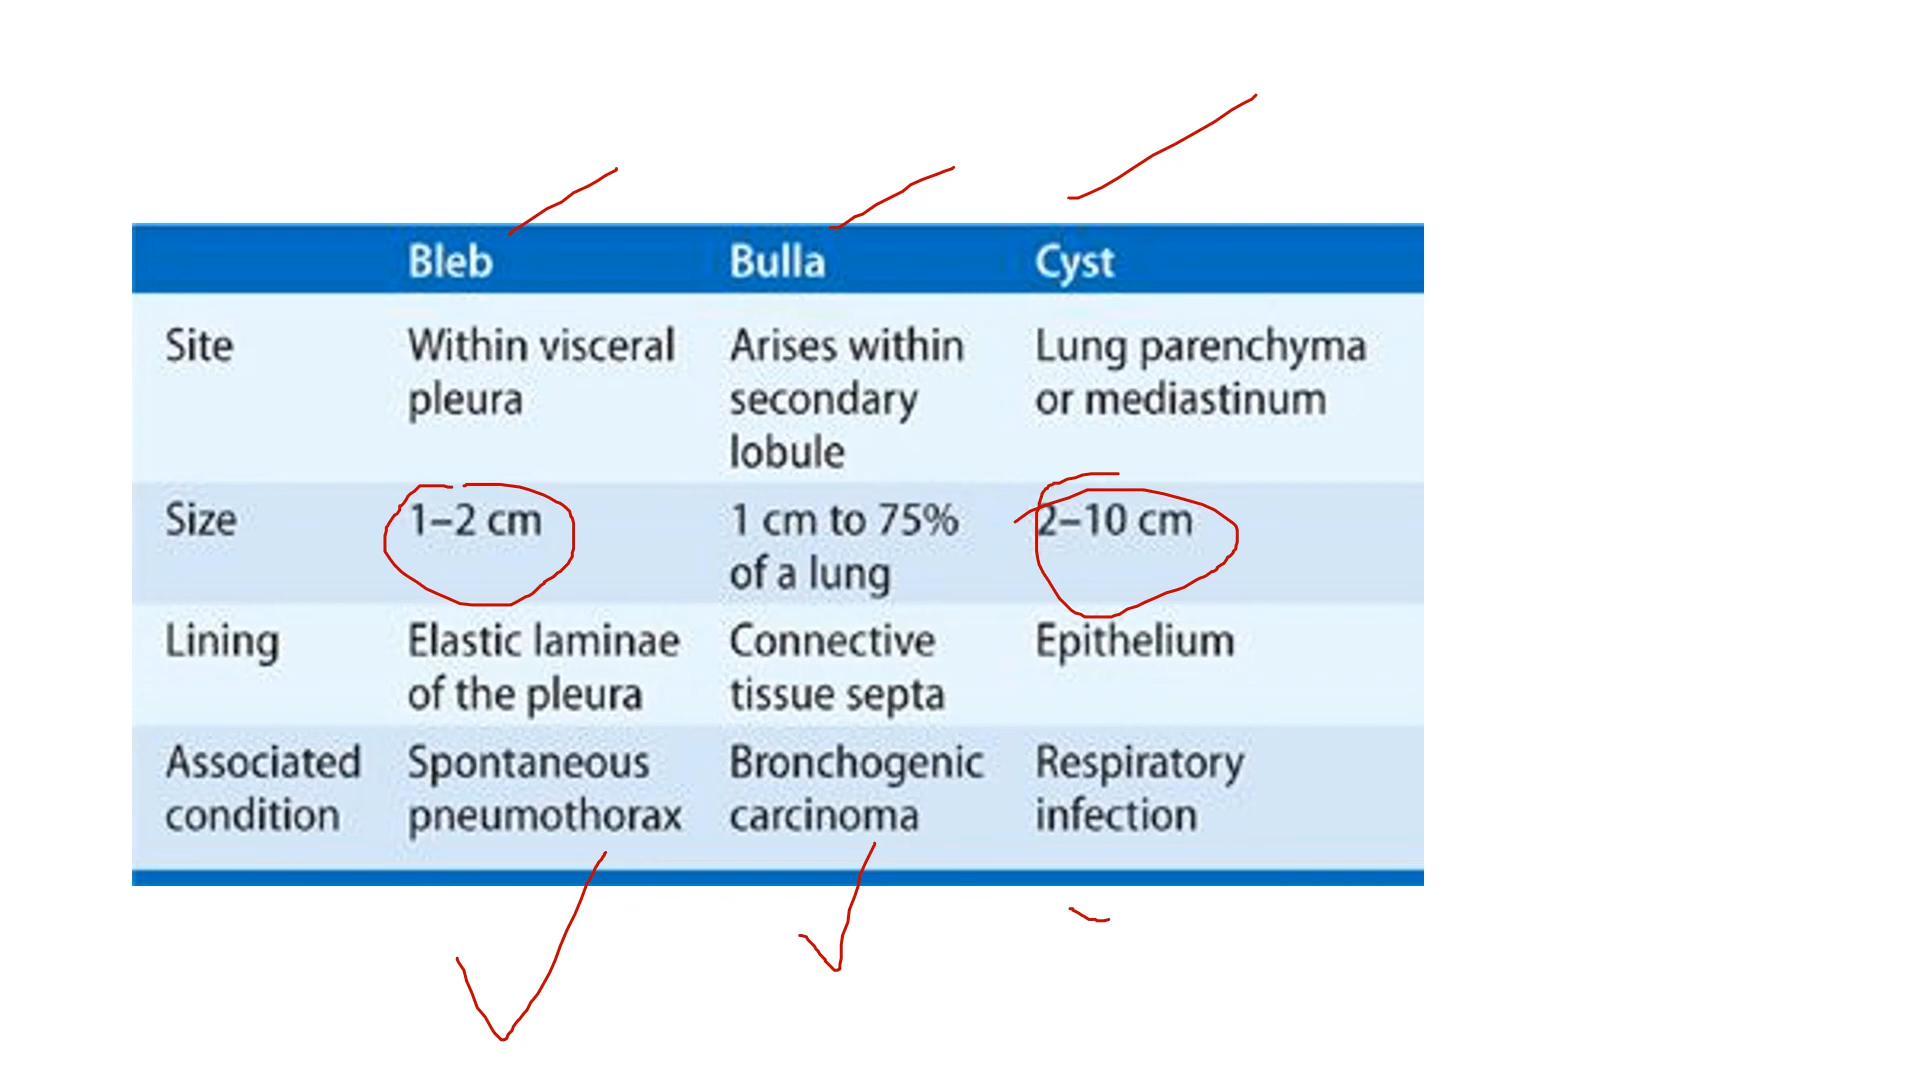 Bleb Bulla Cyst
Site Within visceral Arises within Lung parenchyma
pleura secondary or mediastinum
lobule
Size 1–2 cm 1 cm to 75% 2–10 cm
of a lung
Lining Elastic laminae Connective Epithelium
of the pleura tissue septa
Associated Spontaneous Bronchogenic Respiratory
condition pneumothorax carcinoma infection